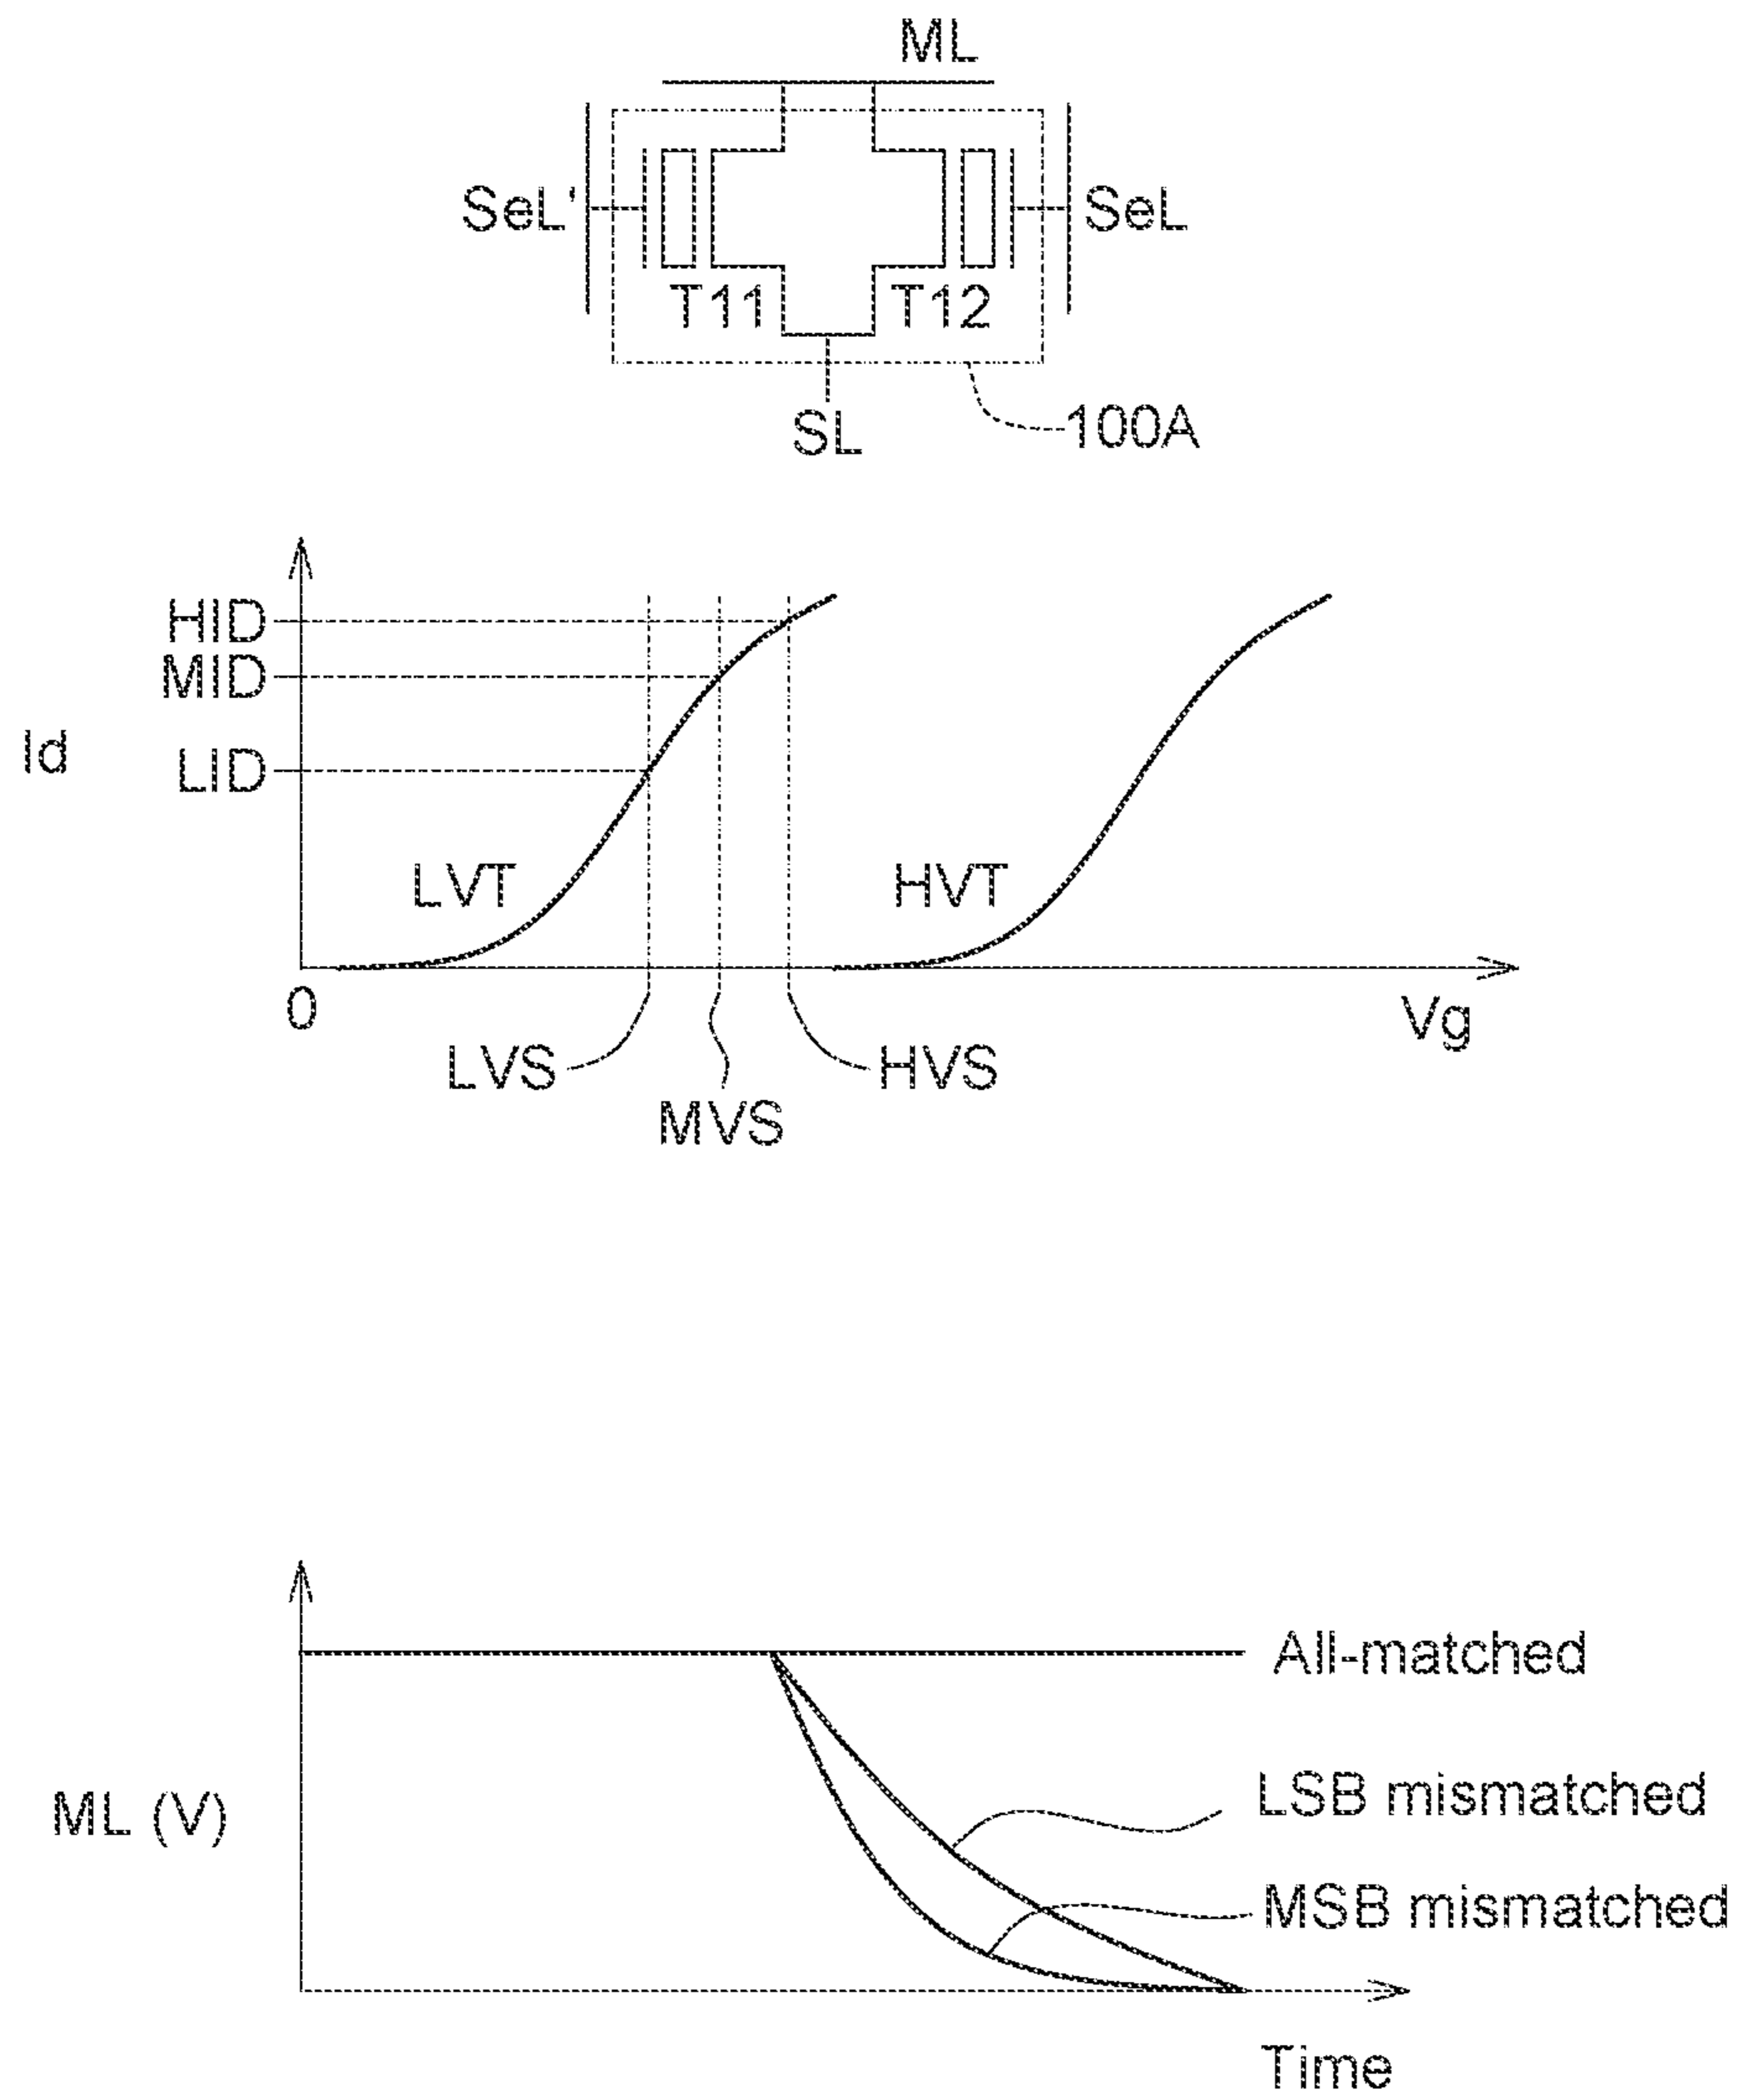 ML
SeL'
SeL
T11
T12
SL
100A
HID
MID
Id
LID
LVT
HVT
0
Vg
LVS
HVS
MVS
All-matched
LSB mismatched
ML (V)
MSB mismatched
Time